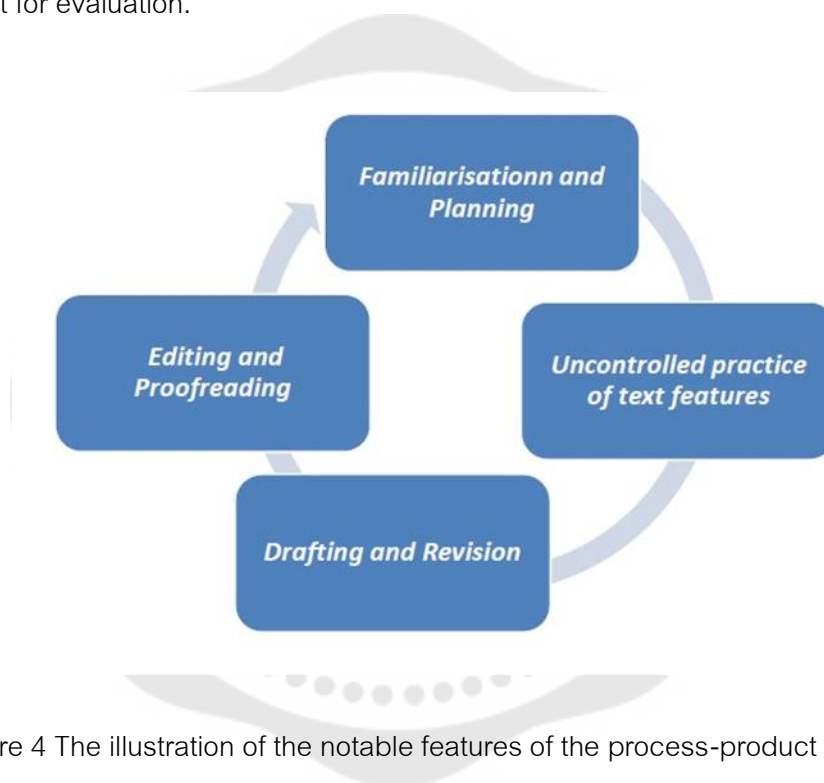 t for evaluation.
Familiarisationn and
Planning
Uncontrolled practice
of text features
Drafting and Revision
Editing and
Proofreading
re 4 The illustration of the notable features of the process-product